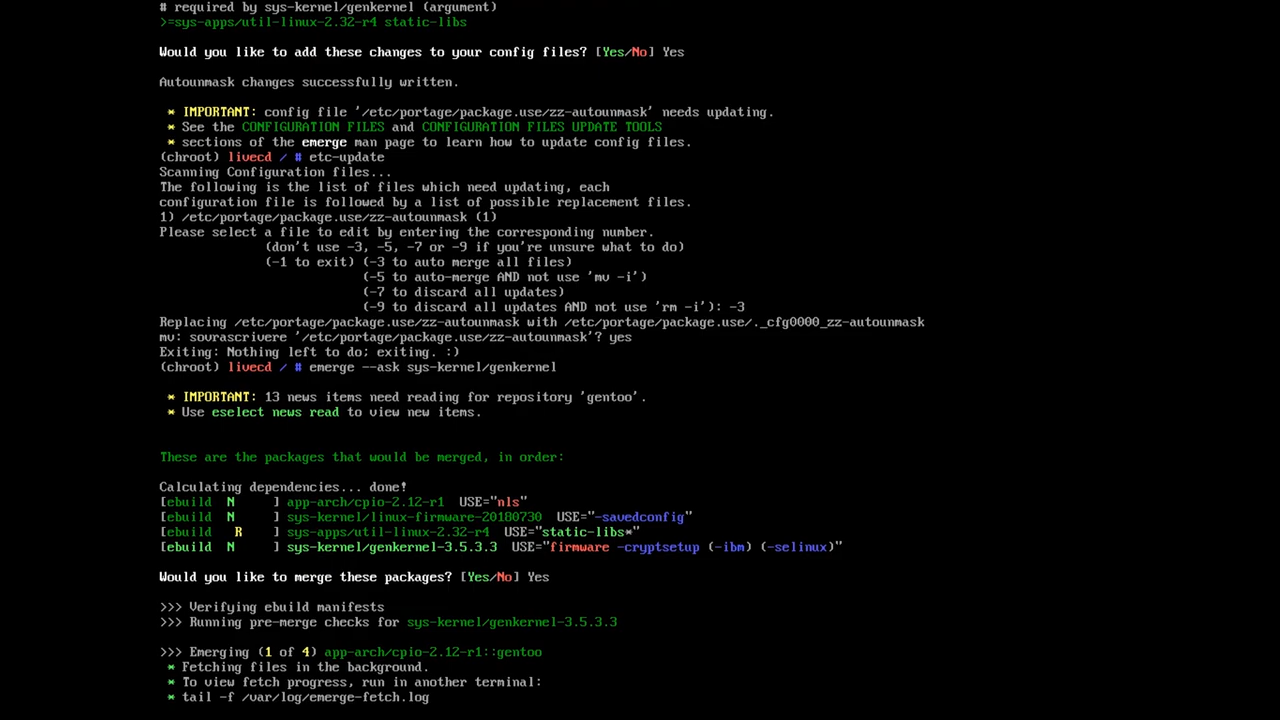 # required by sys-kernel/genkernel (argument)
>=sys-apps/util-linux-2.32-r4 static-libs
Would you like to add these changes to your config files? [Yes/No] Yes
Autounmask changes successfully written.
* IMPORTANT: config file '/etc/portage/package.use/zz-autounmask' needs updating.
* See the CONFIGURATION FILES and CONFIGURATION FILES UPDATE TOOLS
* sections of the emerge man page to learn how to update config files.
(chroot) livecd / # etc-update
Scanning Configuration files...
The following is the list of files which need updating, each
configuration file is followed by a list of possible replacement files.
1) /etc/portage/package.use/zz-autounmask (1)
Please select a file to edit by entering the corresponding number.
(don't use -3, -5, -7 or -9 if you're unsure what to do)
(-1 to exit) (-3 to auto merge all files)
(-5 to auto-merge AND not use 'mv -i')
(-7 to discard all updates)
(-9 to discard all updates AND not use 'rm -i'): -3
Replacing /etc/portage/package.use/zz-autounmask with /etc/portage/package.use/._cfg0000_zz-autounmask
mv: sovrascrivere '/etc/portage/package.use/zz-autounmask'? yes
Exiting: Nothing left to do; exiting. :)
(chroot) livecd / # emerge --ask sys-kernel/genkernel
* IMPORTANT: 13 news items need reading for repository 'gentoo'.
* Use eselect news read to view new items.
These are the packages that would be merged, in order:
Calculating dependencies... done!
[ebuild  N     ] app-arch/cpio-2.12-r1  USE="nls"
[ebuild  N     ] sys-kernel/linux-firmware-20180730  USE="-savedconfig"
[ebuild   R    ] sys-apps/util-linux-2.32-r4  USE="static-libs*"
[ebuild  N     ] sys-kernel/genkernel-3.5.3.3  USE="firmware -cryptsetup (-ibm) (-selinux)"
Would you like to merge these packages? [Yes/No] Yes
>>> Verifying ebuild manifests
>>> Running pre-merge checks for sys-kernel/genkernel-3.5.3.3
>>> Emerging (1 of 4) app-arch/cpio-2.12-r1::gentoo
* Fetching files in the background.
* To view fetch progress, run in another terminal:
* tail -f /var/log/emerge-fetch.log